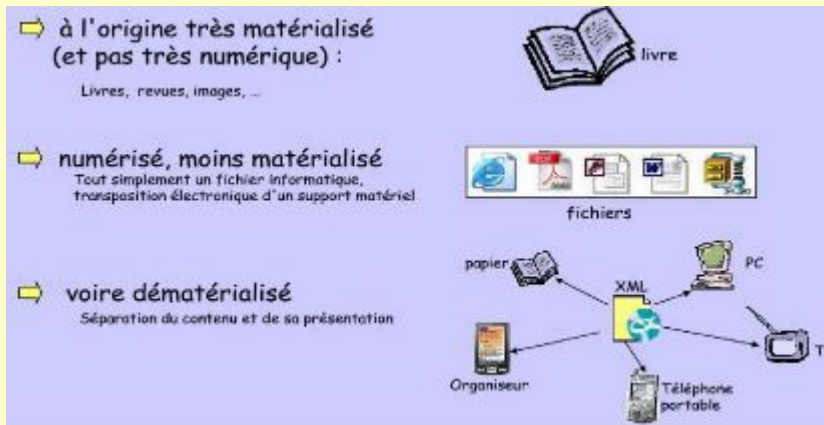 à l'origine très matérialisé
(et pas très numérique) :
Livres, revues, images, ...
livre
numérisé, moins matérialisé
Tout simplement un fichier informatique,
transposition électronique d'un support matériel
PDF
W
fichiers
voire dématérialisé
Séparation du contenu et de sa présentation
papier
XML
PC
T
Organiseur
Téléphone
portable